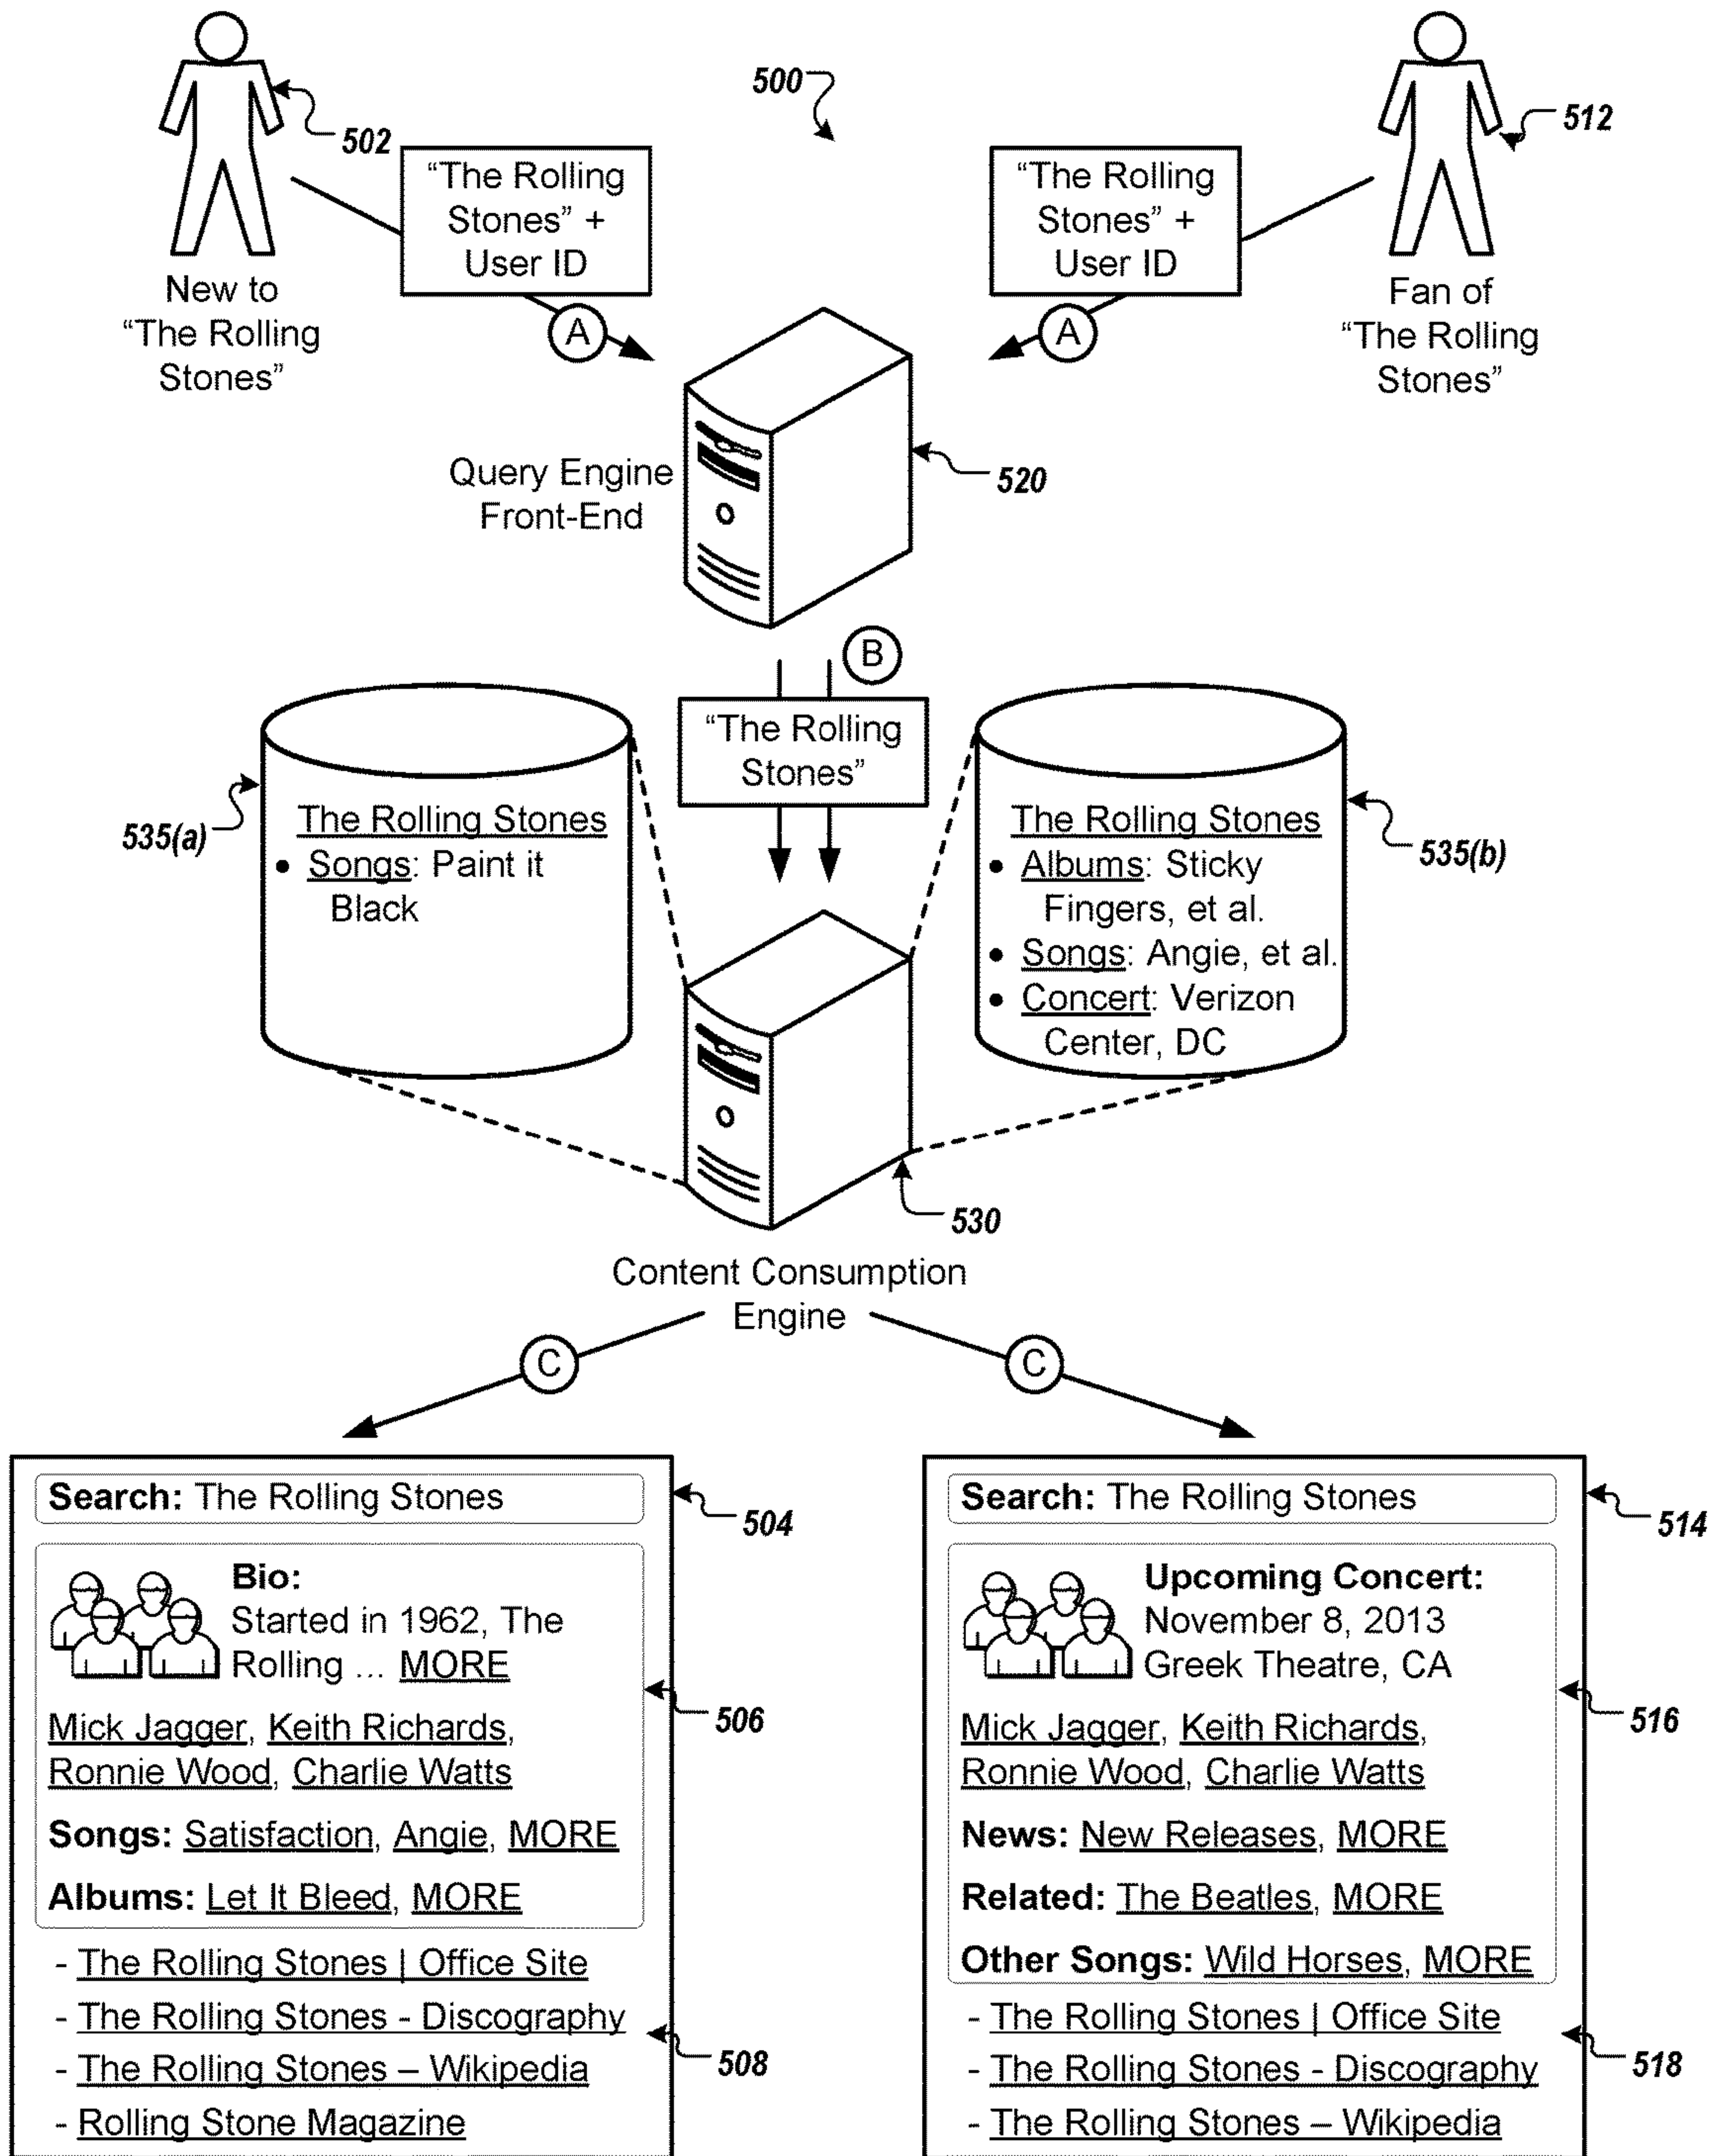 500
502
512
“The Rolling
Stones” +
User ID
“The Rolling
Stones” +
User ID
New to
“The Rolling
Stones”
Fan of
“The Rolling
Stones”
A
A
Query Engine
Front-End
520
B
“The Rolling
Stones”
535(a)
The Rolling Stones
• Songs: Paint it
Black
The Rolling Stones
• Albums: Sticky
Fingers, et al.
• Songs: Angie, et al.
• Concert: Verizon
Center, DC
535(b)
530
Content Consumption
Engine
C
C
Search: The Rolling Stones
504
Bio:
Started in 1962, The
Rolling ... MORE
506
Mick Jagger, Keith Richards,
Ronnie Wood, Charlie Watts
Songs: Satisfaction, Angie, MORE
Albums: Let It Bleed, MORE
- The Rolling Stones | Office Site
- The Rolling Stones - Discography
508
- The Rolling Stones – Wikipedia
- Rolling Stone Magazine
Search: The Rolling Stones
514
Upcoming Concert:
November 8, 2013
Greek Theatre, CA
516
Mick Jagger, Keith Richards,
Ronnie Wood, Charlie Watts
News: New Releases, MORE
Related: The Beatles, MORE
Other Songs: Wild Horses, MORE
- The Rolling Stones | Office Site
518
- The Rolling Stones - Discography
- The Rolling Stones – Wikipedia